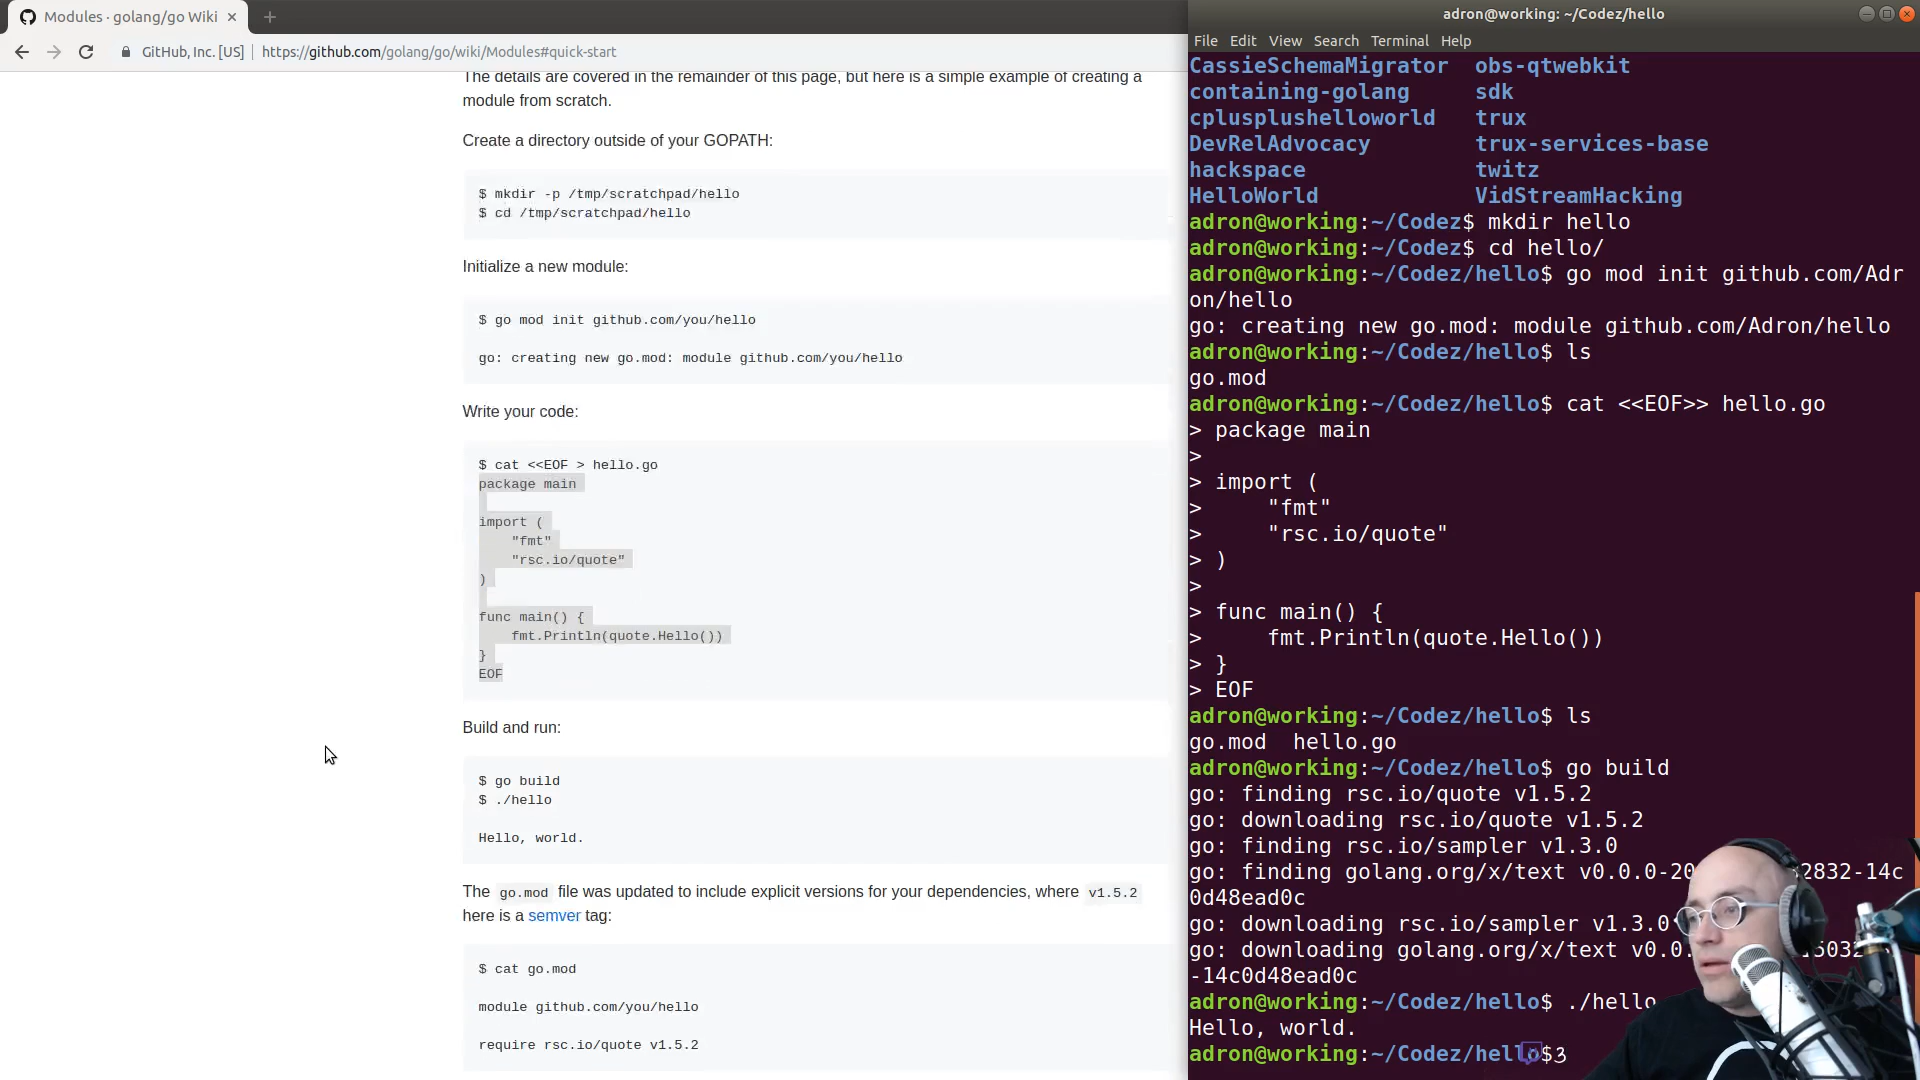 Modules · golang/go Wiki
GitHub, Inc. [US]
https://github.com/golang/go/wiki/Modules#quick-start
The details are covered in the remainder of this page, but here is a simple example of creating a
module from scratch.
Create a directory outside of your GOPATH:
$ mkdir -p /tmp/scratchpad/hello
$ cd /tmp/scratchpad/hello
Initialize a new module:
$ go mod init github.com/you/hello
go: creating new go.mod: module github.com/you/hello
Write your code:
$ cat <<EOF > hello.go
package main
import (
"fmt"
"rsc.io/quote"
)
func main() {
fmt.Println(quote.Hello())
}
EOF
Build and run:
$ go build
$ ./hello
Hello, world.
The go.mod file was updated to include explicit versions for your dependencies, where v1.5.2
here is a semver tag:
$ cat go.mod
module github.com/you/hello
require rsc.io/quote v1.5.2
adron@working: ~/Codez/hello
File Edit View Search Terminal Help
CassieSchemaMigrator obs-qtwebkit
containing-golang sdk
cplusplushelloworld trux
DevRelAdvocacy trux-services-base
hackspace twitz
HelloWorld VidStreamHacking
adron@working:~/Codez$ mkdir hello
adron@working:~/Codez$ cd hello/
adron@working:~/Codez/hello$ go mod init github.com/Adr
on/hello
go: creating new go.mod: module github.com/Adron/hello
adron@working:~/Codez/hello$ ls
go.mod
adron@working:~/Codez/hello$ cat <<EOF>> hello.go
> package main
>
> import (
> "fmt"
> "rsc.io/quote"
> )
>
> func main() {
> fmt.Println(quote.Hello())
> }
> EOF
adron@working:~/Codez/hello$ ls
go.mod hello.go
adron@working:~/Codez/hello$ go build
go: finding rsc.io/quote v1.5.2
go: downloading rsc.io/quote v1.5.2
go: finding rsc.io/sampler v1.3.0
go: finding golang.org/x/text
0d48ead0c
go: downloading rsc.io/sampler v1.3.0
go: downloading golang.org/x/text
-14c0d48ead0c
adron@working:~/Codez/hello$ ./hello
Hello, world.
adron@working:~/Codez/hello$